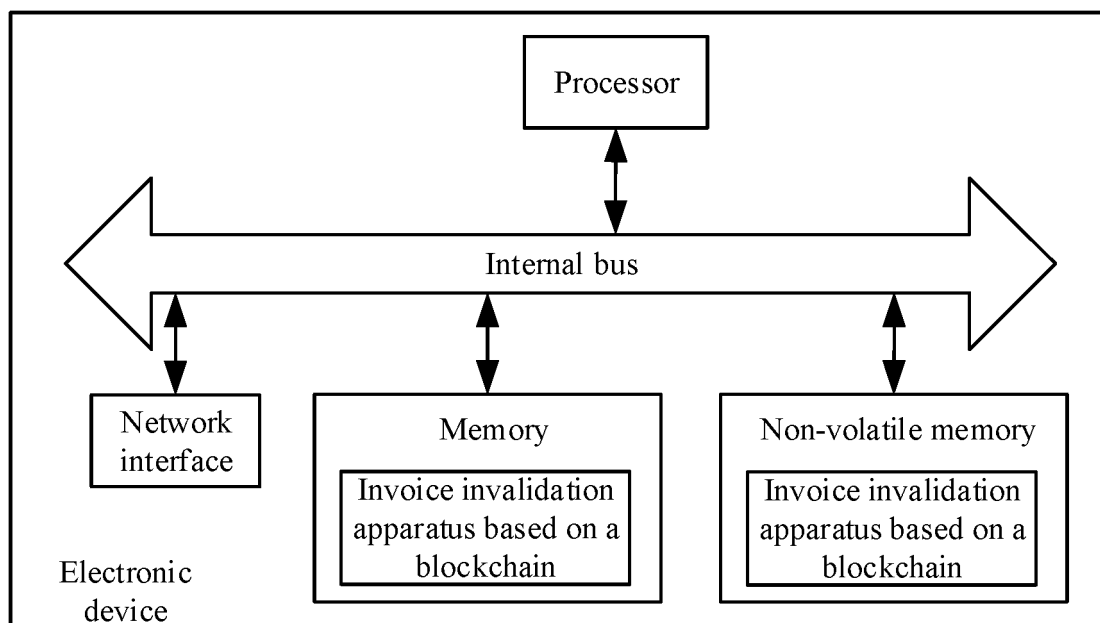 Processor
Internal bus
Network
interface
Memory
Invoice invalidation
apparatus based on a
blockchain
Non-volatile memory
Invoice invalidation
apparatus based on a
blockchain
Electronic
device